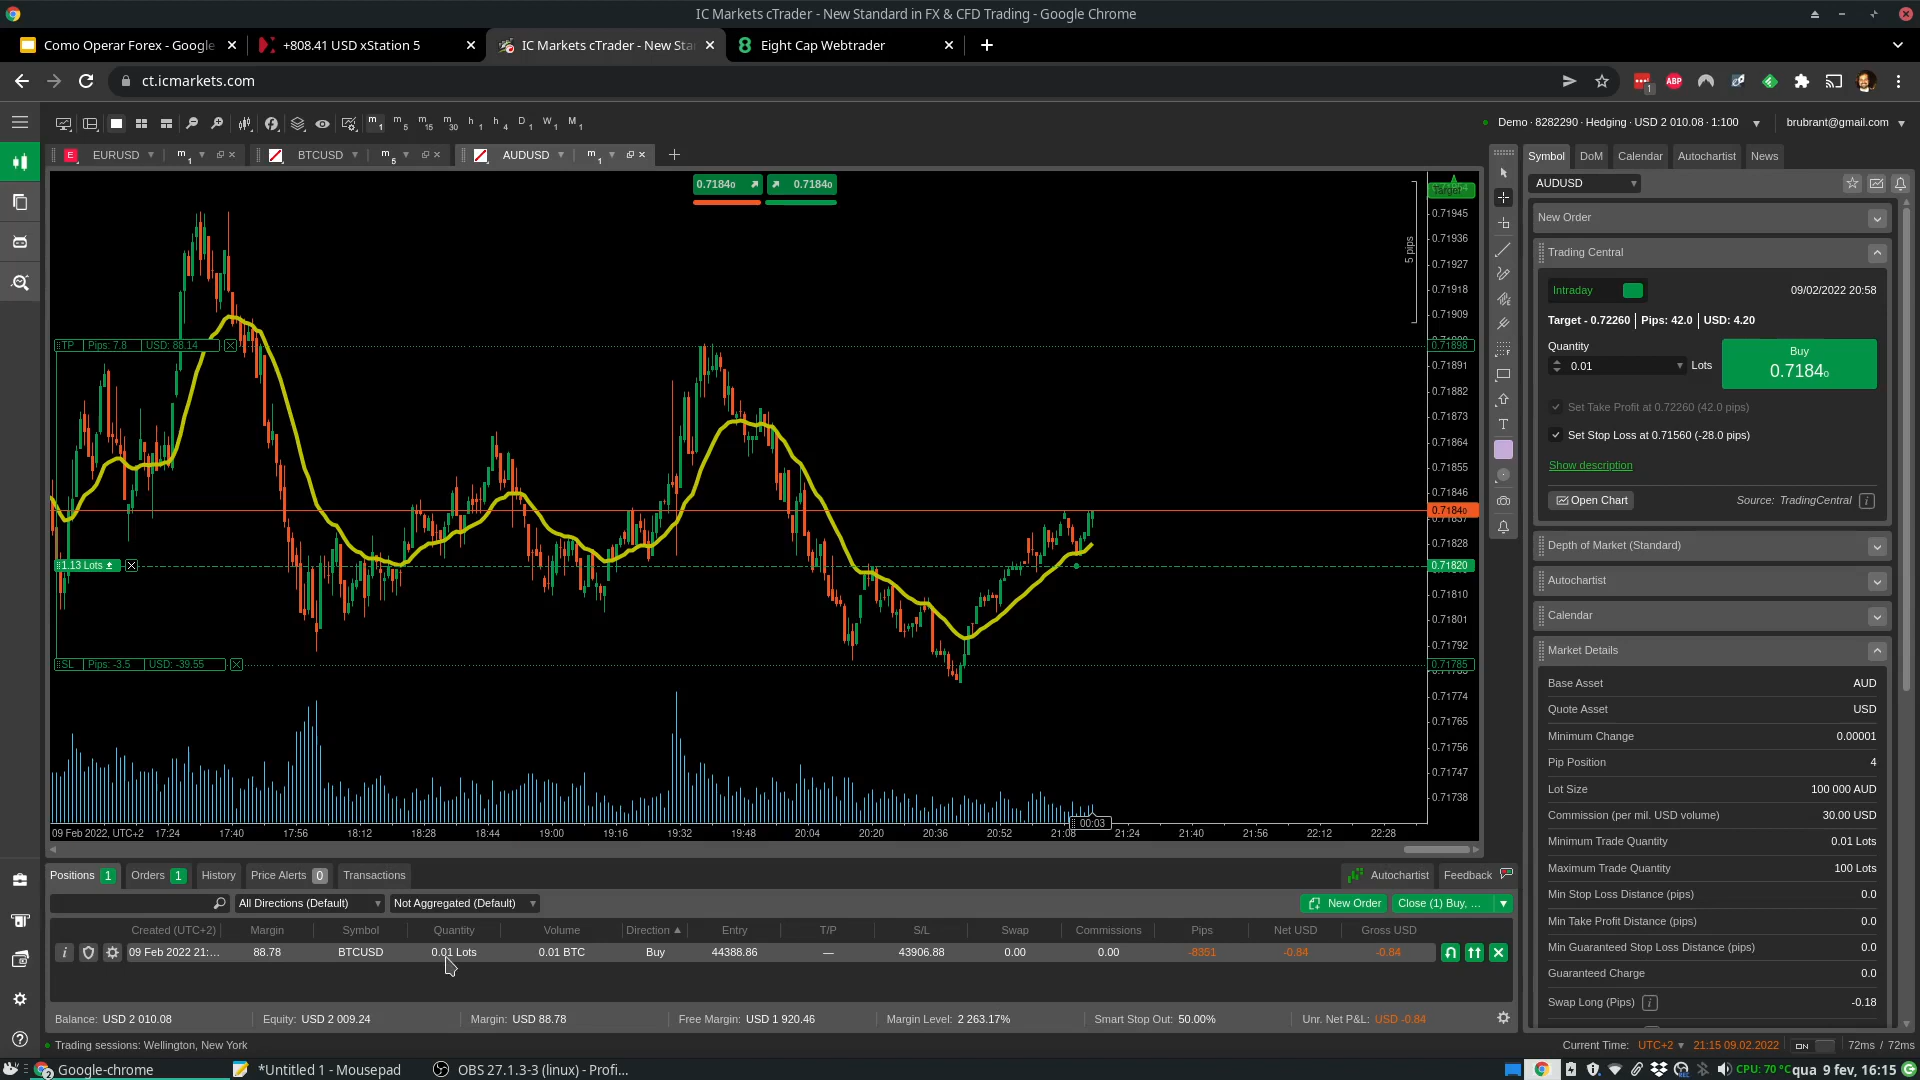 IC Markets cTrader - New Standard in FX & CFD Trading - Google Chrome
Como Operar Forex - Google
+808.41 USD xStation 5
IC Markets cTrader - New Sta
Eight Cap Webtrader
ct.icmarkets.com
m1 m5 m15 m30 h1 h4 D1 W1 M1
Demo · 8282290 · Hedging · USD 2 010.08 · 1:100
brubrant@gmail.com
EURUSD m1
BTCUSD m5
AUDUSD m1
Symbol DoM Calendar Autochartist News
AUDUSD
0.71840 0.71840
Target
5 pips
0.71945
0.71936
0.71927
0.71918
0.71909
0.71898
0.71891
0.71882
0.71873
0.71864
0.71855
0.71846
0.71840
0.71837
0.71828
0.71820
0.71810
0.71801
0.71792
0.71785
0.71774
0.71765
0.71756
0.71747
0.71738
TP Pips: 7.8 USD: 88.14
1.13 Lots
SL Pips: -3.5 USD: -39.55
00:03
09 Feb 2022, UTC+2 17:24 17:40 17:56 18:12 18:28 18:44 19:00 19:16 19:32 19:48 20:04 20:20 20:36 20:52 21:08 21:24 21:40 21:56 22:12 22:28
New Order
Trading Central
Intraday 09/02/2022 20:58
Target - 0.72260 | Pips: 42.0 | USD: 4.20
Quantity
0.01 Lots
Buy
0.71840
Set Take Profit at 0.72260 (42.0 pips)
Set Stop Loss at 0.71560 (-28.0 pips)
Show description
Open Chart Source: TradingCentral
Depth of Market (Standard)
Autochartist
Calendar
Market Details
Base Asset AUD
Quote Asset USD
Minimum Change 0.00001
Pip Position 4
Lot Size 100 000 AUD
Commission (per mil. USD volume) 30.00 USD
Minimum Trade Quantity 0.01 Lots
Maximum Trade Quantity 100 Lots
Min Stop Loss Distance (pips) 0.0
Min Take Profit Distance (pips) 0.0
Min Guaranteed Stop Loss Distance (pips) 0.0
Guaranteed Charge 0.0
Swap Long (Pips) -0.18
Positions 1 Orders 1 History Price Alerts 0 Transactions
Autochartist Feedback
All Directions (Default) Not Aggregated (Default)
New Order Close (1) Buy, ...
Created (UTC+2) Margin Symbol Quantity Volume Direction Entry T/P S/L Swap Commissions Pips Net USD Gross USD
09 Feb 2022 21:... 88.78 BTCUSD 0.01 Lots 0.01 BTC Buy 44388.86 — 43906.88 0.00 0.00 -8351 -0.84 -0.84
Balance: USD 2 010.08 Equity: USD 2 009.24 Margin: USD 88.78 Free Margin: USD 1 920.46 Margin Level: 2 263.17% Smart Stop Out: 50.00% Unr. Net P&L: USD -0.84
Trading sessions: Wellington, New York
Current Time: UTC+2 21:15 09.02.2022 ON 72ms / 72ms
2 Google-chrome
*Untitled 1 - Mousepad
OBS 27.1.3-3 (linux) - Profi...
CPU: 70 °C qua 9 fev, 16:15